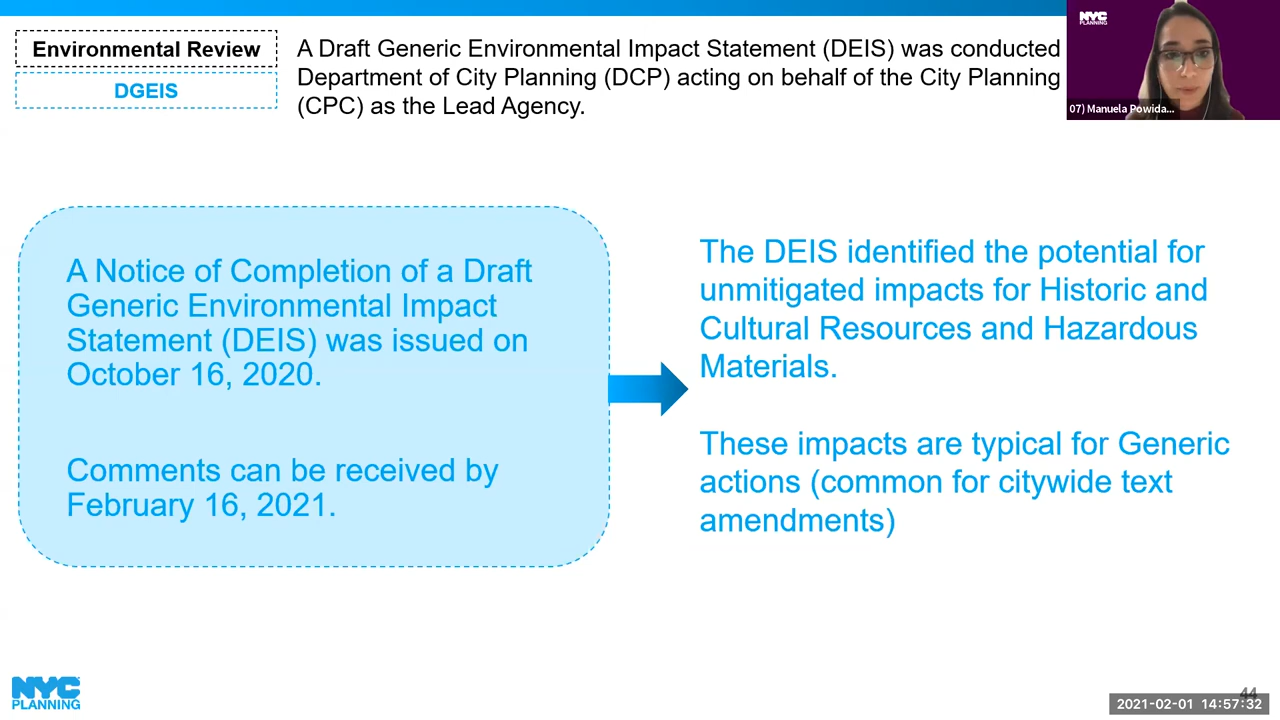 Environmental Review
DGEIS
A Draft Generic Environmental Impact Statement (DEIS) was conducted
Department of City Planning (DCP) acting on behalf of the City Planning
(CPC) as the Lead Agency.
NYC
PLANNING
07) Manuela Powida...
A Notice of Completion of a Draft
Generic Environmental Impact
Statement (DEIS) was issued on
October 16, 2020.
Comments can be received by
February 16, 2021.
The DEIS identified the potential for
unmitigated impacts for Historic and
Cultural Resources and Hazardous
Materials.
These impacts are typical for Generic
actions (common for citywide text
amendments)
NYC
PLANNING
44
2021-02-01 14:57:32